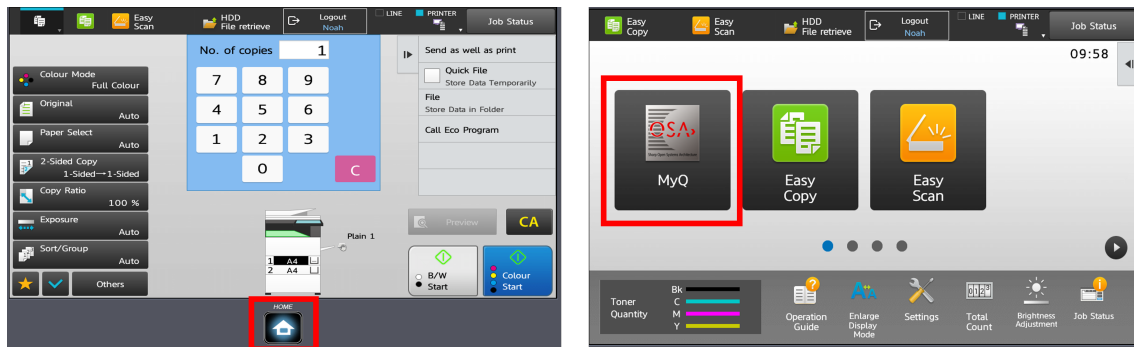 Easy
Scan
HDD
File retrieve
Logout
Noah
LINE
PRINTER
Job Status
No. of copies 1
Send as well as print
Quick File
Store Data Temporarily
File
Store Data in Folder
Call Eco Program
Colour Mode
Full Colour
Original
Auto
Paper Select
Auto
2-Sided Copy
1-Sided→1-Sided
Copy Ratio
100 %
Exposure
Auto
Sort/Group
Auto
Others
7 8 9
4 5 6
1 2 3
0 C
Plain 1
1 A4
2 A4
Preview
CA
B/W
Start
Colour
Start
HOME
Easy
Copy
Easy
Scan
HDD
File retrieve
Logout
Noah
LINE
PRINTER
Job Status
09:58
MyQ
Easy
Copy
Easy
Scan
Toner
Quantity
Bk
C
M
Y
Operation
Guide
Enlarge
Display
Mode
Settings
Total
Count
Brightness
Adjustment
Job Status